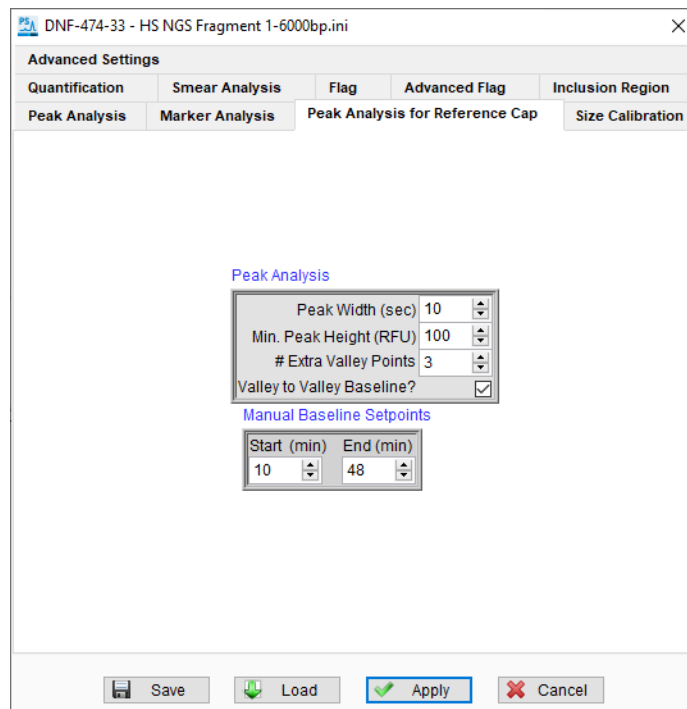 DNF-474-33 - HS NGS Fragment 1-6000bp.ini
Advanced Settings
Quantification Smear Analysis Flag Advanced Flag Inclusion Region
Peak Analysis Marker Analysis Peak Analysis for Reference Cap Size Calibration
Peak Analysis
Peak Width (sec) 10
Min. Peak Height (RFU) 100
# Extra Valley Points 3
Valley to Valley Baseline?
Manual Baseline Setpoints
Start (min) End (min)
10 48
Save Load Apply Cancel